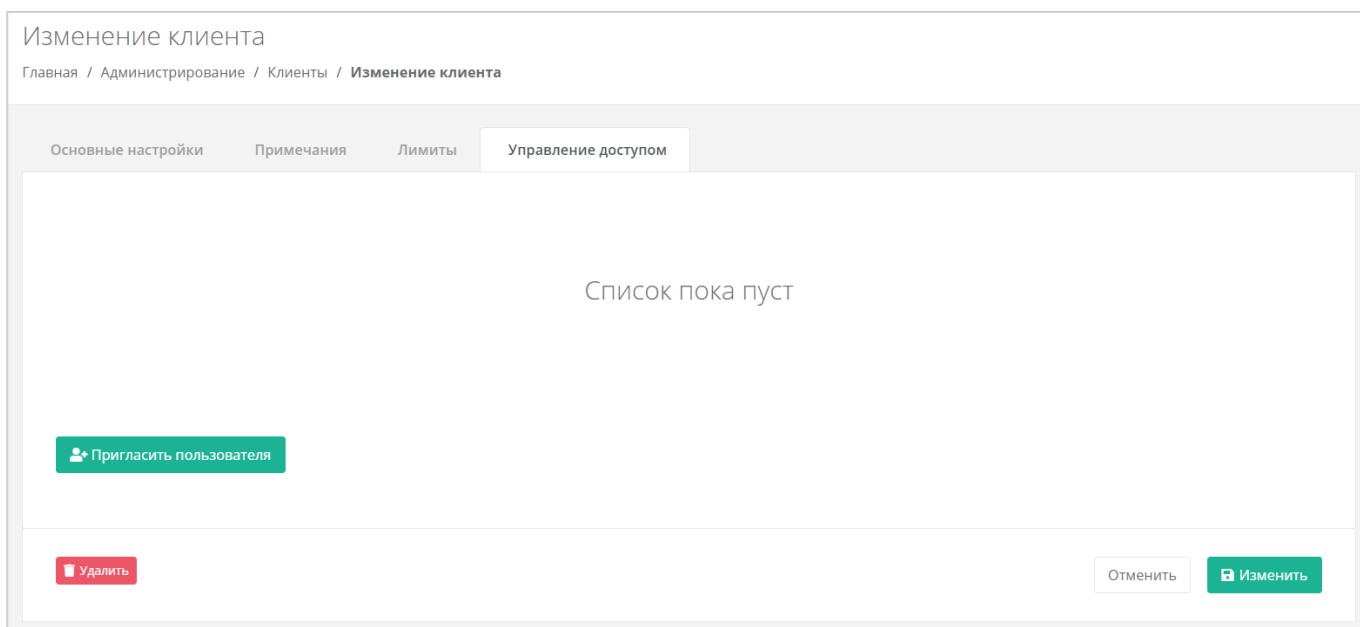 Изменение клиента
Главная / Администрирование / Клиенты / Изменение клиента
Основные настройки Примечания Лимиты Управление доступом
Список пока пуст
Пригласить пользователя
Удалить Отменить Изменить